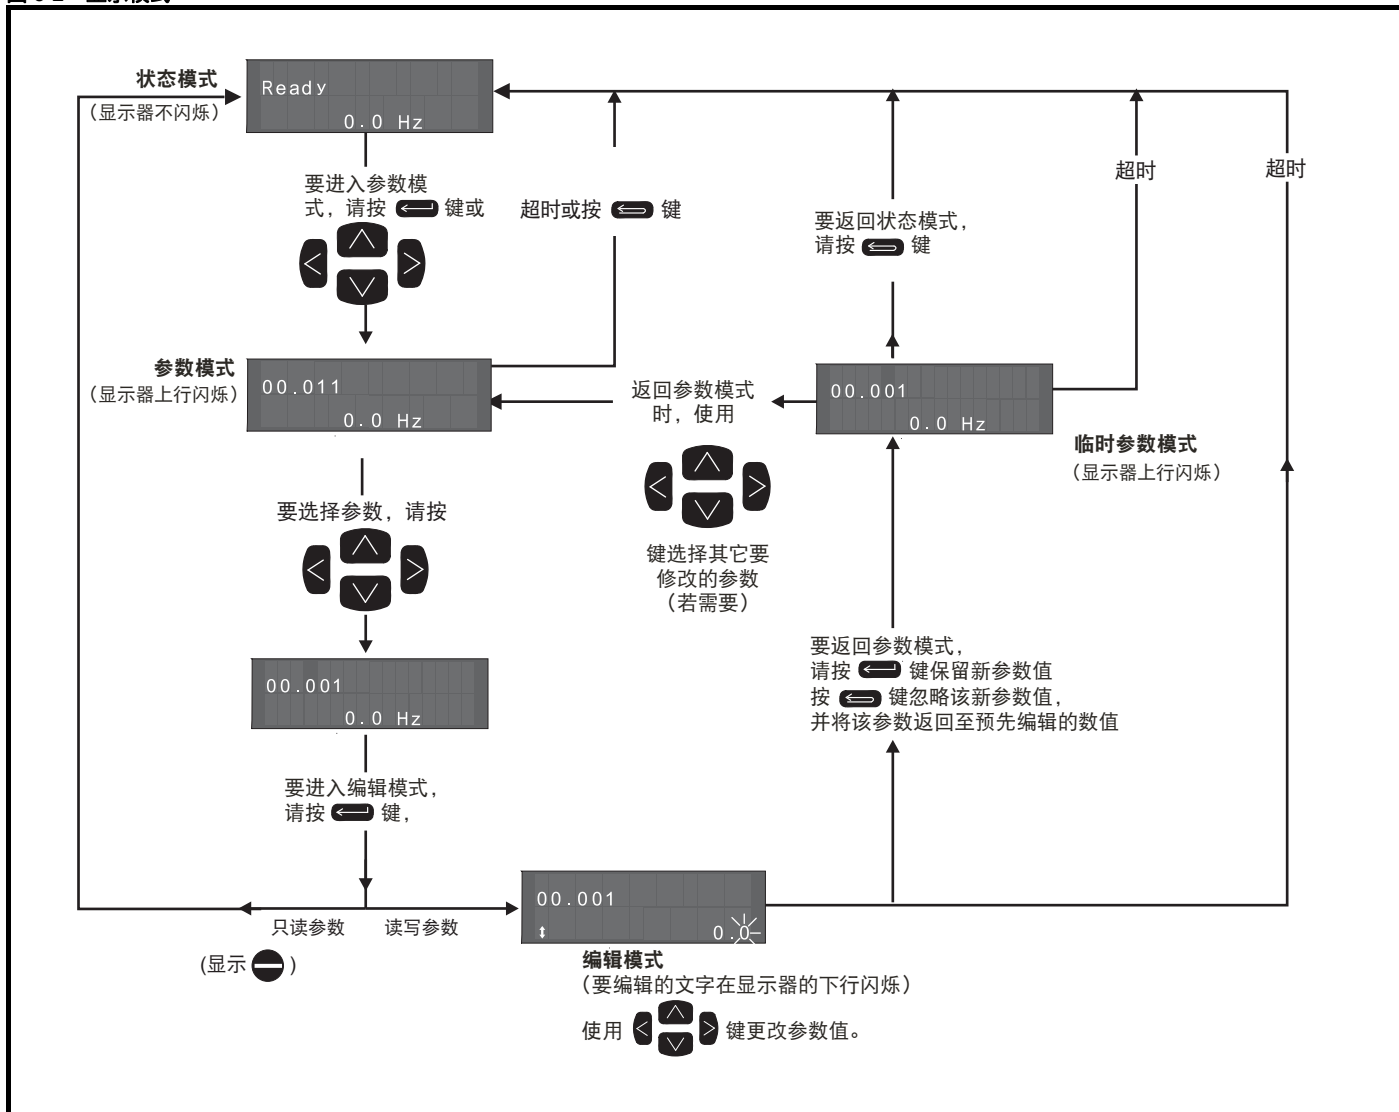 状态模式
（显示器不闪烁）
Ready
0.0 Hz
要进入参数模
式，请按 键或
超时或按 键
要返回状态模式，
请按 键
超时
超时
参数模式
（显示器上行闪烁）
00.011
0.0 Hz
返回参数模式
时，使用
键选择其它要
修改的参数
（若需要）
00.001
0.0 Hz
临时参数模式
（显示器上行闪烁）
要选择参数，请按
00.001
0.0 Hz
要返回参数模式，
请按 键保留新参数值
按 键忽略该新参数值，
并将该参数返回至预先编辑的数值
要进入编辑模式，
请按 键，
只读参数
读写参数
(显示 )
00.001
0.0
编辑模式
（要编辑的文字在显示器的下行闪烁）
使用 键更改参数值。